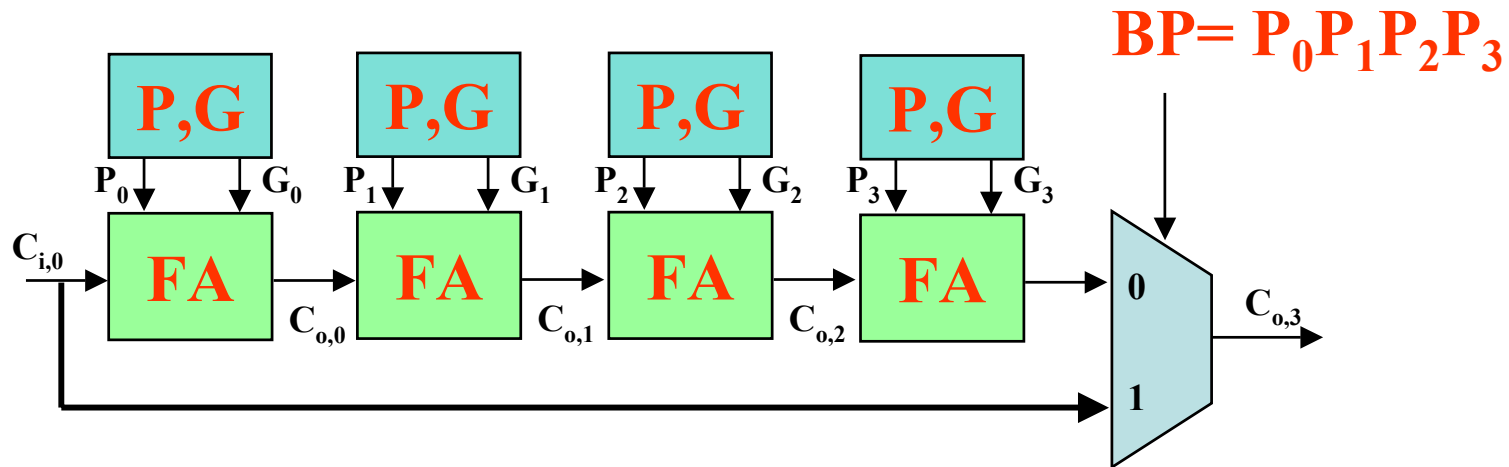 BP= P₀P₁P₂P₃
P,G P,G P,G P,G
P₀ G₀ P₁ G₁ P₂ G₂ P₃ G₃
Cᵢ,₀ FA FA FA FA 0
Cₒ,₀ Cₒ,₁ Cₒ,₂ Cₒ,₃
1